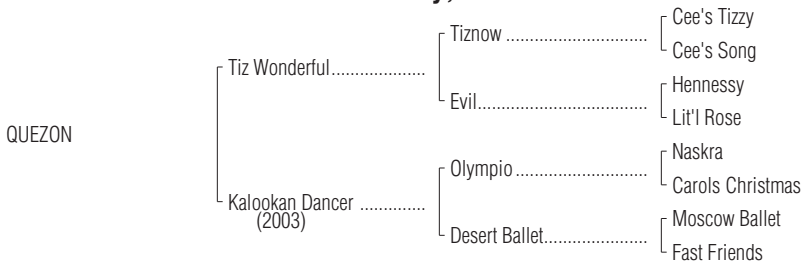 Cee's Tizzy
Tiznow ................................
Cee's Song
Tiz Wonderful.....................
Hennessy
Evil......................................
Lit'l Rose
QUEZON
Naskra
Olympio .............................
Carols Christmas
Kalookan Dancer ..............
(2003)
Moscow Ballet
Desert Ballet.......................
Fast Friends